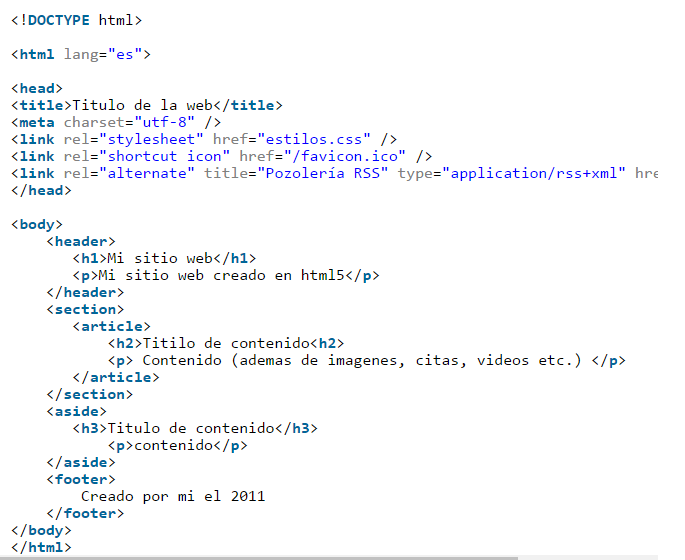 <!DOCTYPE html>
<html lang="es">
<head>
<title>Titulo de la web</title>
<meta charset="utf-8" />
<link rel="stylesheet" href="estilos.css" />
<link rel="shortcut icon" href="/favicon.ico" />
<link rel="alternate" title="Pozolería RSS" type="application/rss+xml" hre
</head>
<body>
<header>
<h1>Mi sitio web</h1>
<p>Mi sitio web creado en html5</p>
</header>
<section>
<article>
<h2>Titilo de contenido<h2>
<p> Contenido (ademas de imagenes, citas, videos etc.) </p>
</article>
</section>
<aside>
<h3>Titulo de contenido</h3>
<p>contenido</p>
</aside>
<footer>
Creado por mi el 2011
</footer>
</body>
</html>